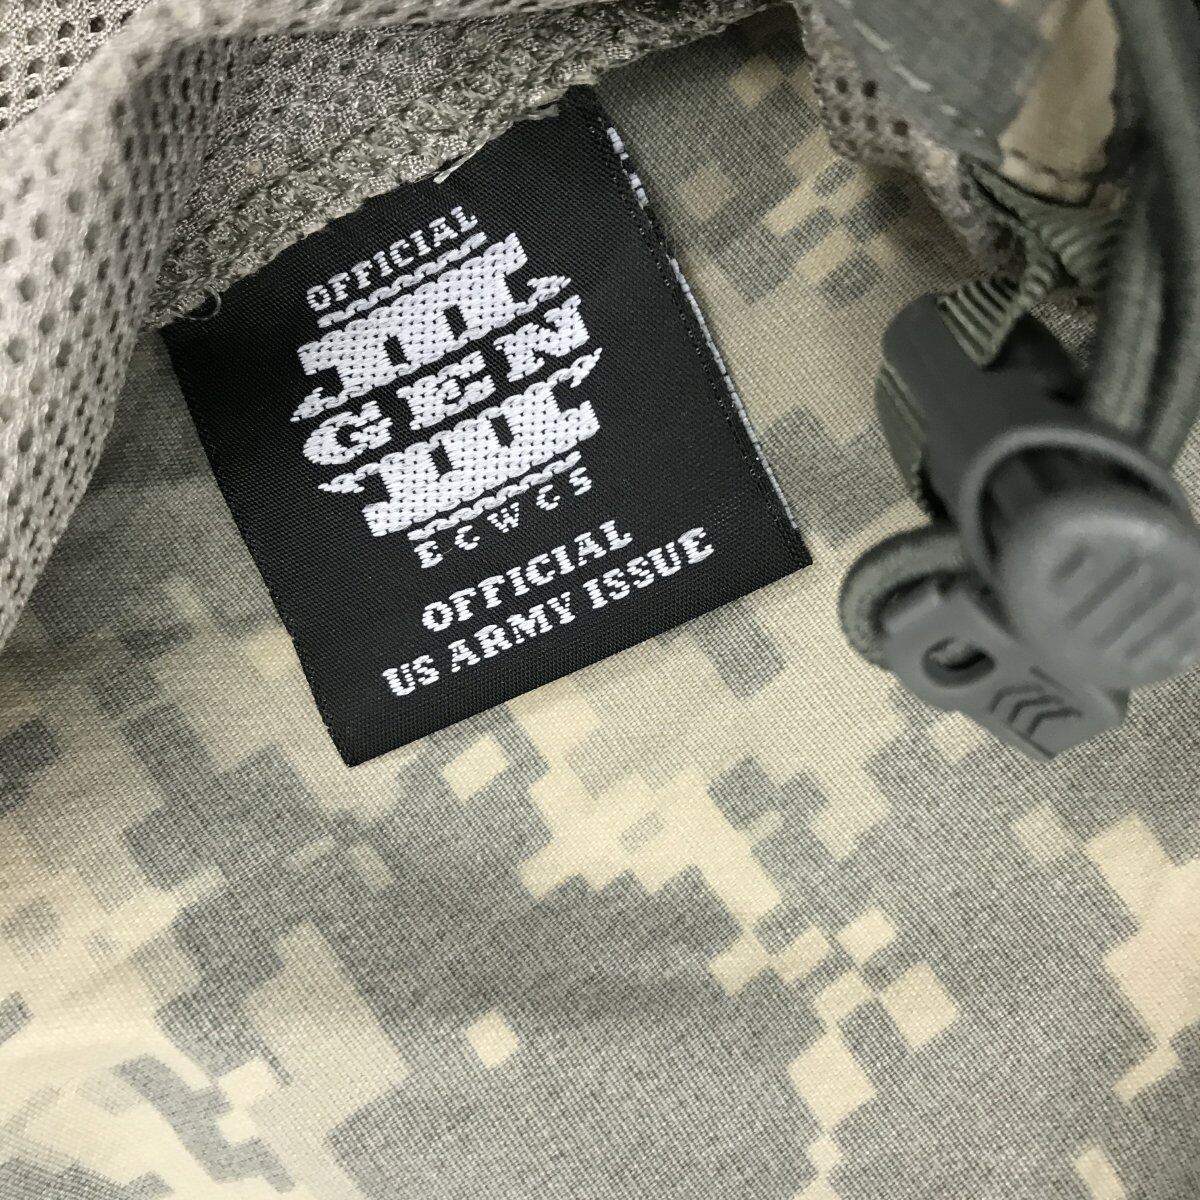 OFFICIAL
III
GEN
III
ECWCS
OFFICIAL
US ARMY ISSUE